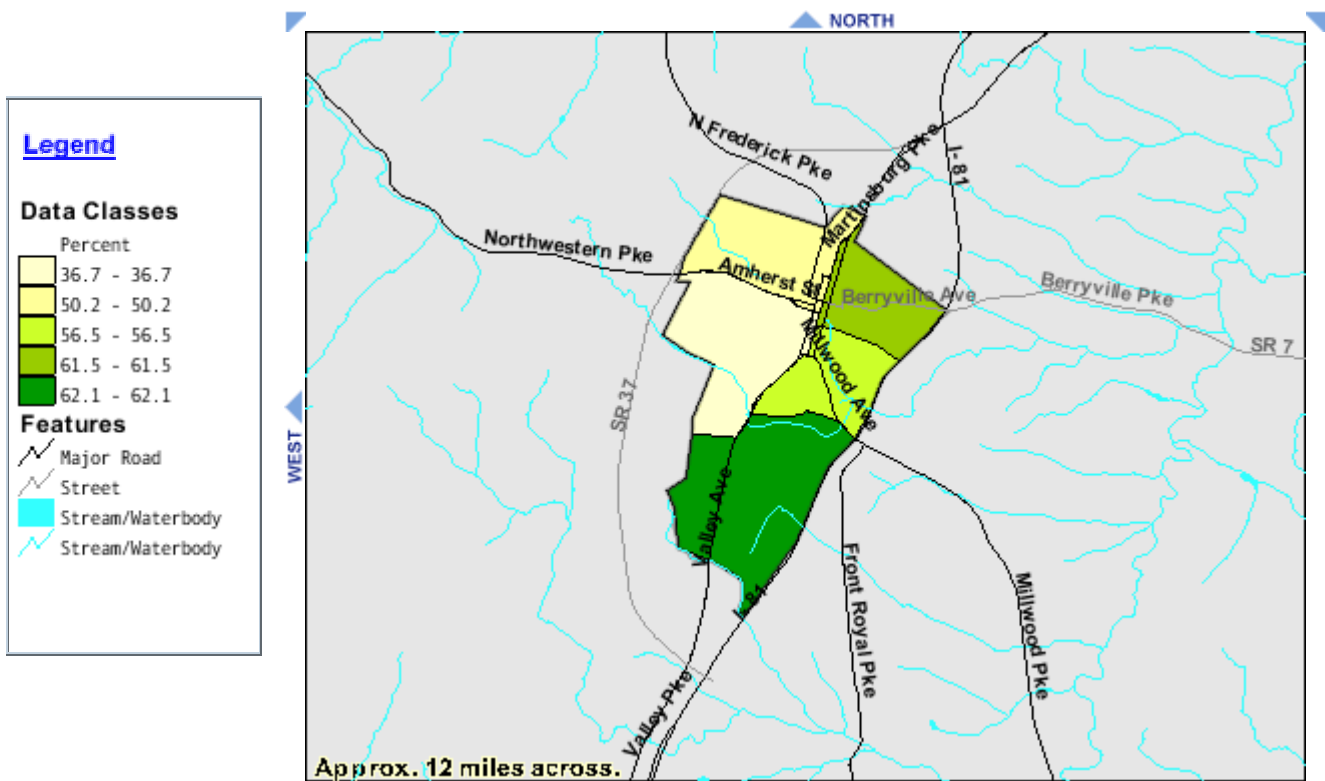 NORTH
Legend
Data Classes
Percent
36.7 - 36.7
50.2 - 50.2
56.5 - 56.5
61.5 - 61.5
62.1 - 62.1
Features
Major Road
Street
Stream/Waterbody
Stream/Waterbody
WEST
N Frederick Pke
Martinsburg Pke
I-81
Northwestern Pke
Amherst St
Berryville Ave
Berryville Pke
SR 7
Millwood Ave
SR 37
Valley Ave
I-81
Front Royal Pke
Millwood Pke
Valley Pke
Approx. 12 miles across.